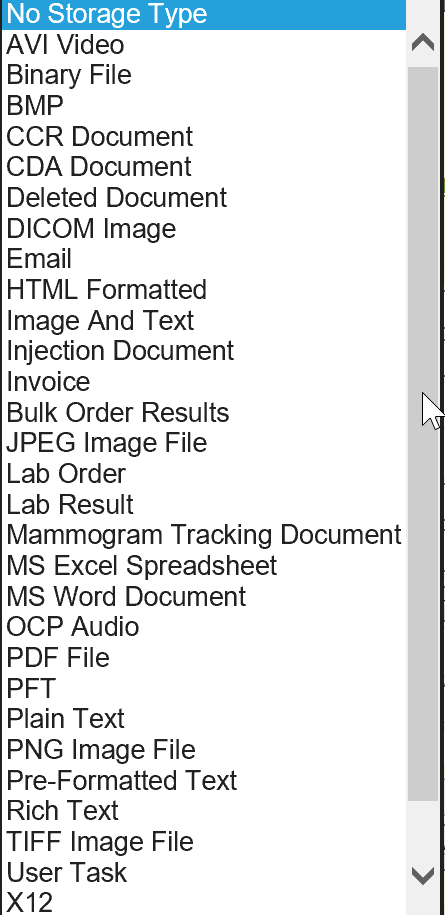 No Storage Type
AVI Video
Binary File
BMP
CCR Document
CDA Document
Deleted Document
DICOM Image
Email
HTML Formatted
Image And Text
Injection Document
Invoice
Bulk Order Results
JPEG Image File
Lab Order
Lab Result
Mammogram Tracking Document
MS Excel Spreadsheet
MS Word Document
OCP Audio
PDF File
PFT
Plain Text
PNG Image File
Pre-Formatted Text
Rich Text
TIFF Image File
User Task
X12